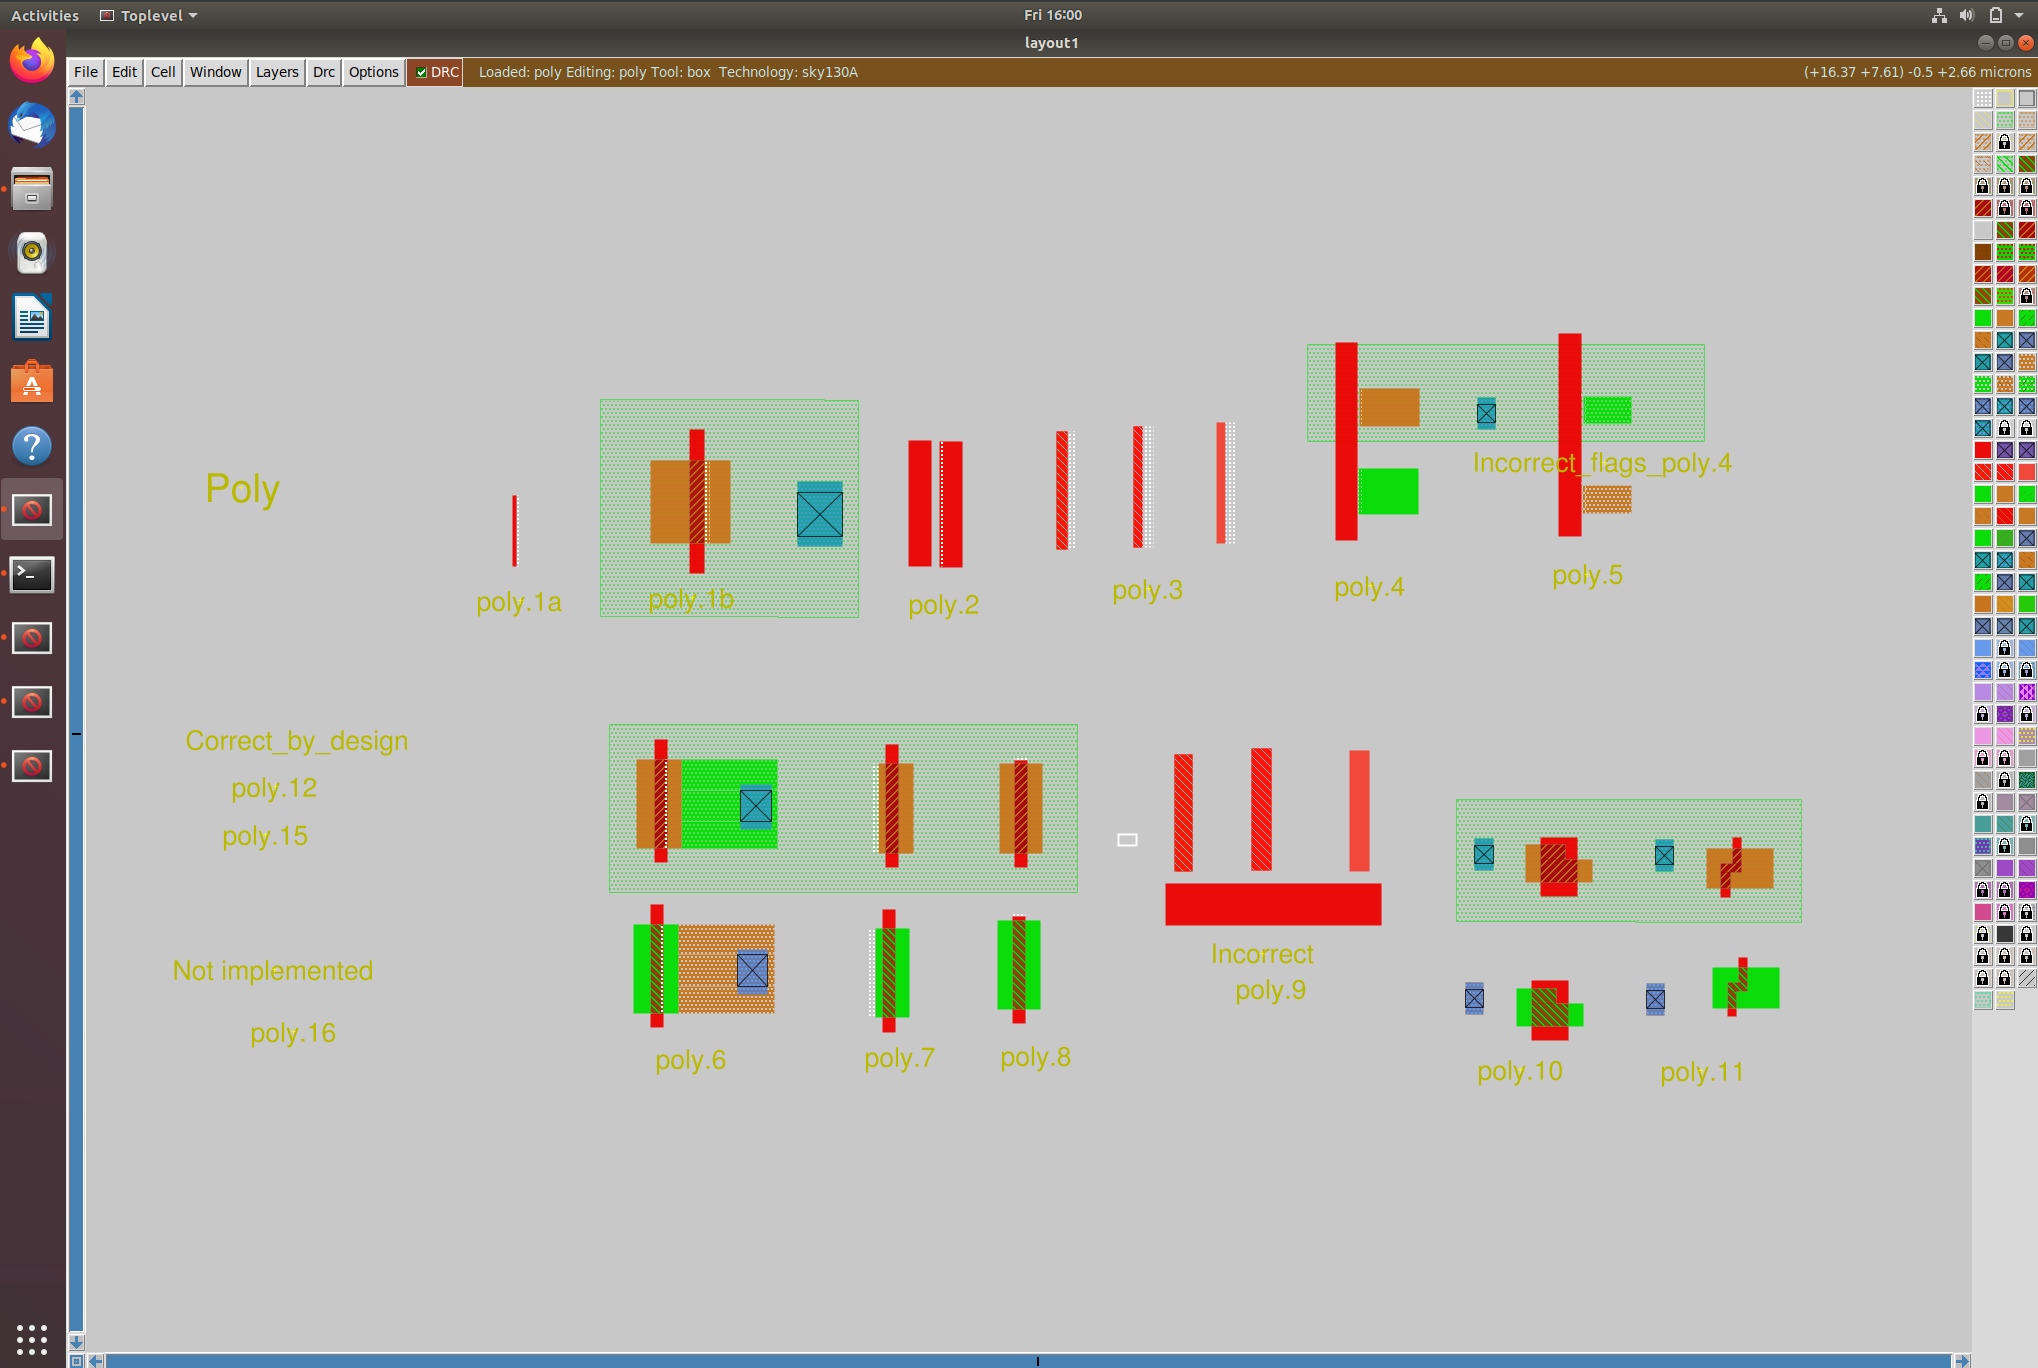 Activities
Toplevel
Fri 16:00
layout1
File Edit Cell Window Layers Drc Options DRC Loaded: poly Editing: poly Tool: box Technology: sky130A (+16.37 +7.61) -0.5 +2.66 microns
Poly
poly.1a
poly.1b
poly.2
poly.3
poly.4
Incorrect_flags_poly.4
poly.5
Correct_by_design
poly.12
poly.15
Not implemented
poly.16
poly.6
poly.7
poly.8
Incorrect
poly.9
poly.10
poly.11